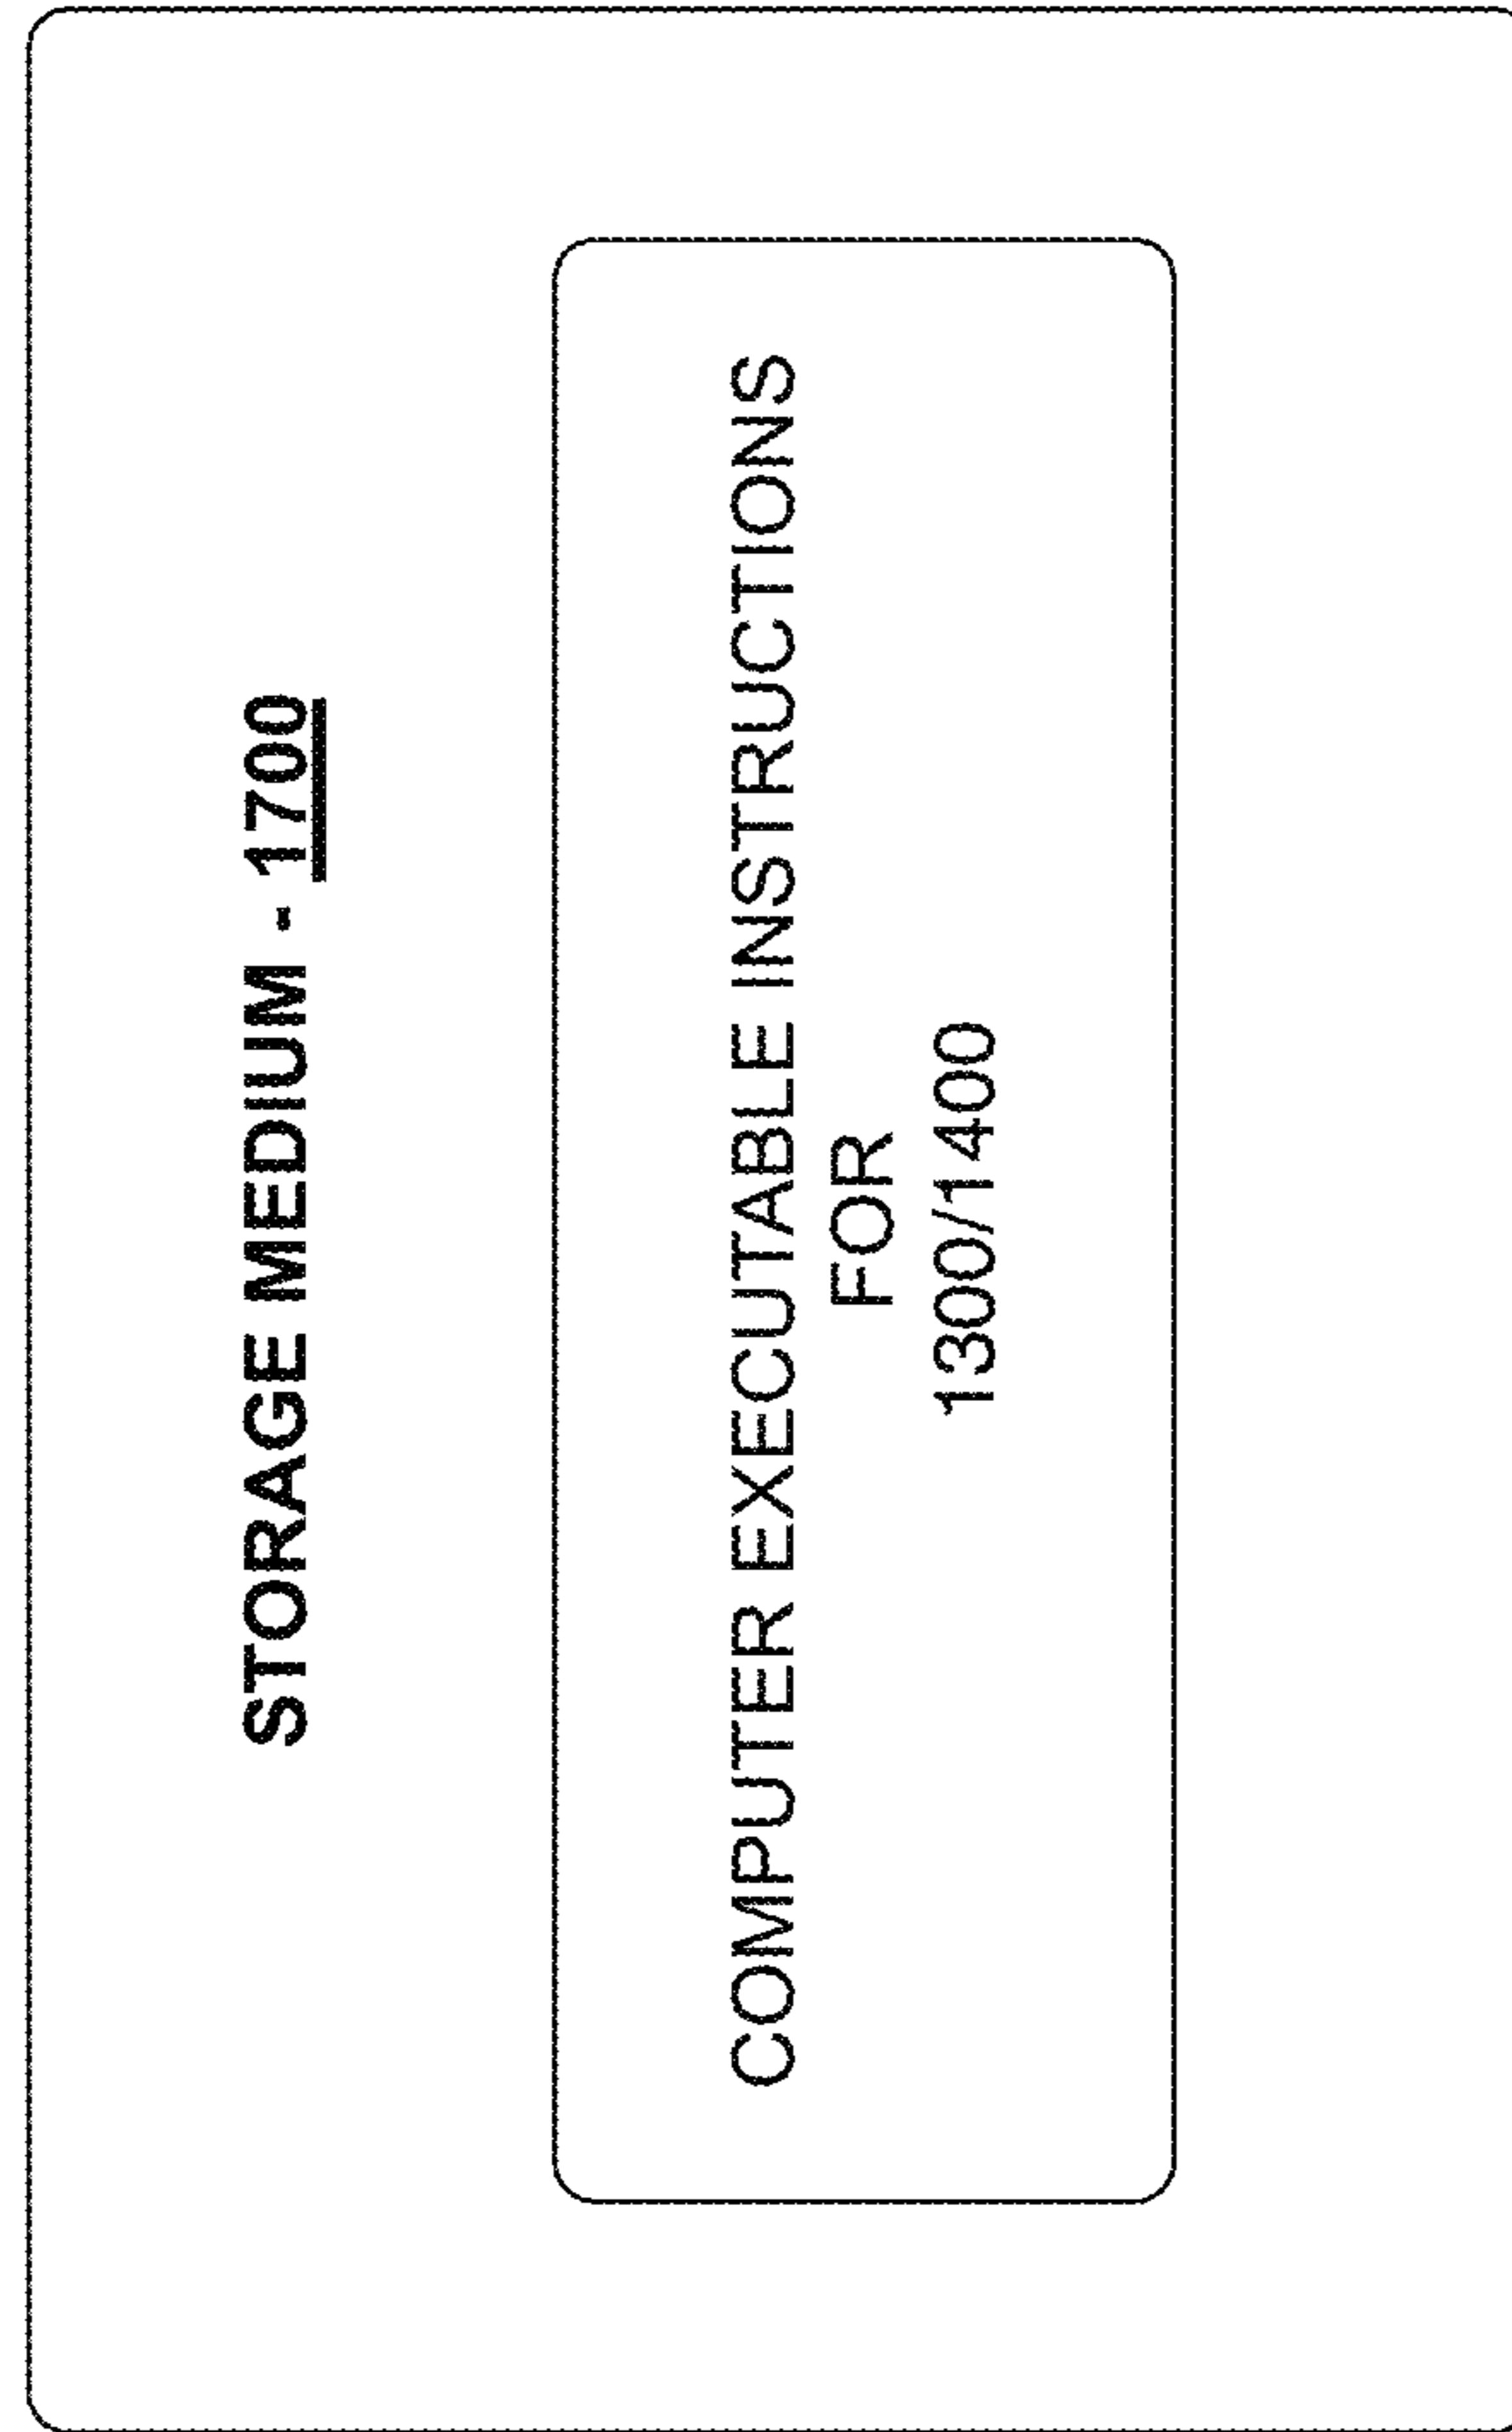 STORAGE MEDIUM - 1700
COMPUTER EXECUTABLE INSTRUCTIONS
FOR
1300/1400